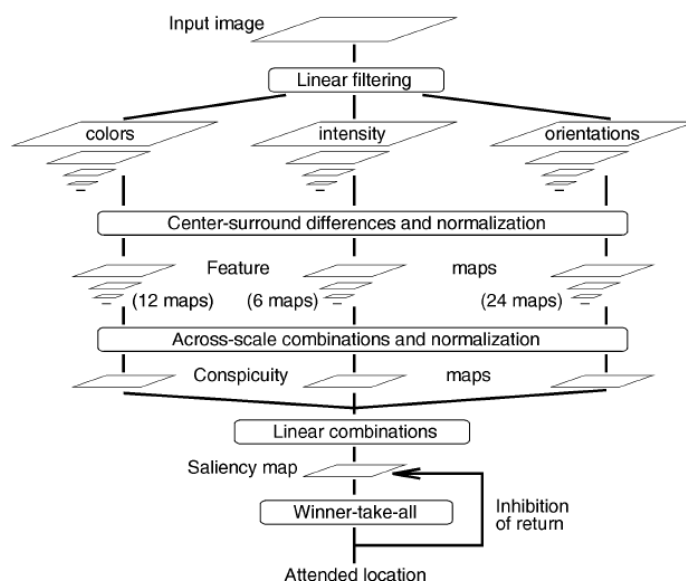 Input image
Linear filtering
colors
intensity
orientations
Center-surround differences and normalization
Feature maps
(12 maps) (6 maps) (24 maps)
Across-scale combinations and normalization
Conspicuity maps
Linear combinations
Saliency map
Winner-take-all
Inhibition
of return
Attended location